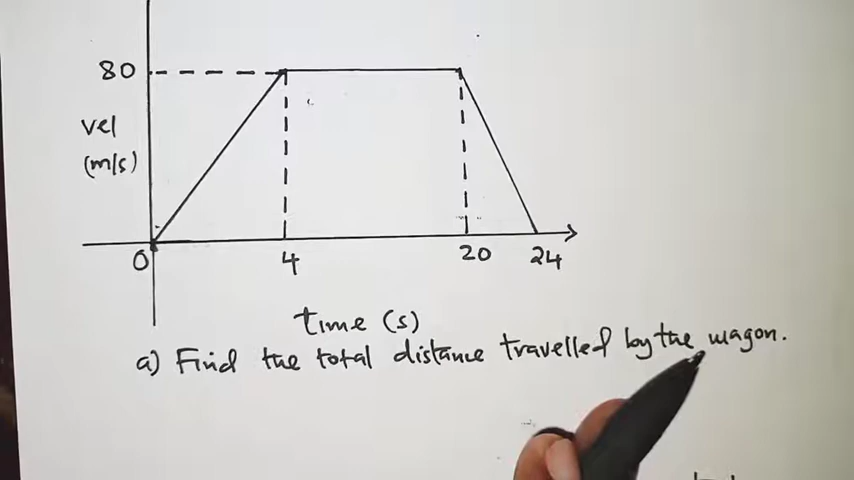 80
vel
(m/s)
0
4
20
24
time (s)
a) Find the total distance travelled by the wagon.